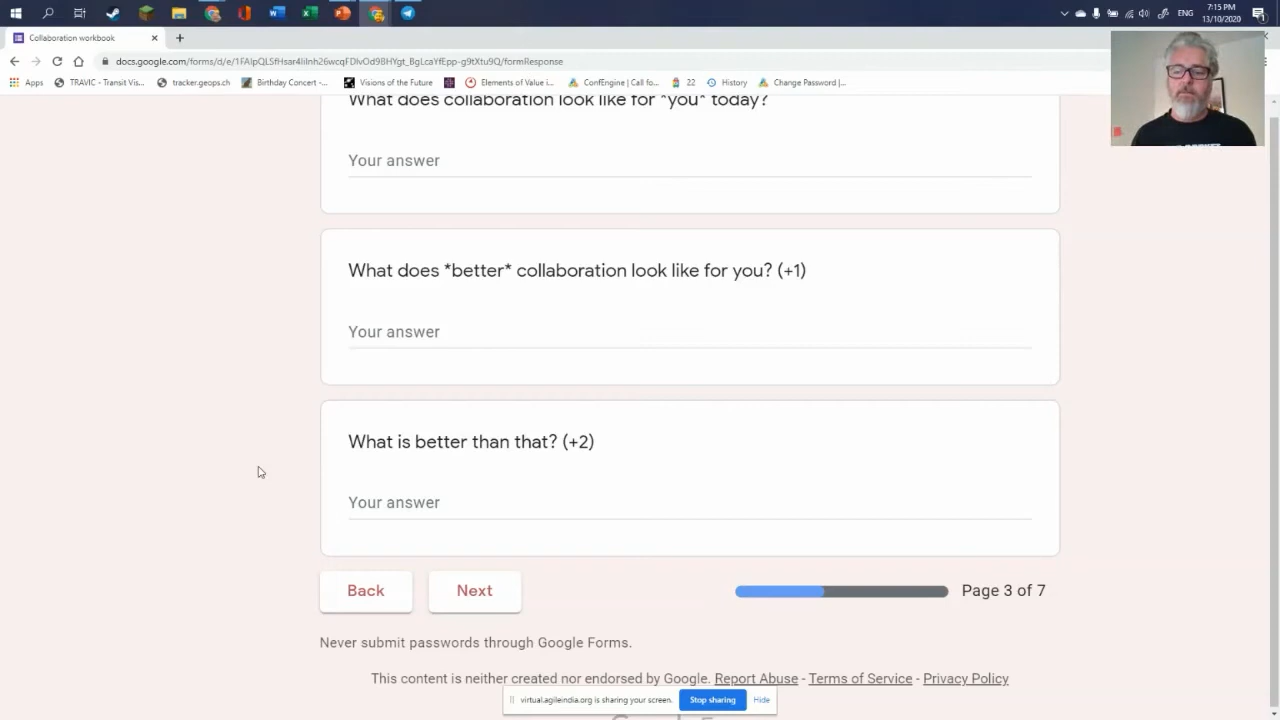 7:15 PM
ENG
13/10/2020
Collaboration workbook
docs.google.com/forms/d/e/
/formResponse
Apps
TRAVIC - Transit Vis...
tracker.geops.ch
Birthday Concert -...
Visions of the Future
Elements of Value i...
ConfEngine | Call fo...
22
History
Change Password |...
What does collaboration look like for *you* today?
Your answer
What does *better* collaboration look like for you? (+1)
Your answer
What is better than that? (+2)
Your answer
Back
Next
Page 3 of 7
Never submit passwords through Google Forms.
This content is neither created nor endorsed by Google. Report Abuse - Terms of Service - Privacy Policy
virtual.agileindia.org is sharing your screen.
Stop sharing
Hide